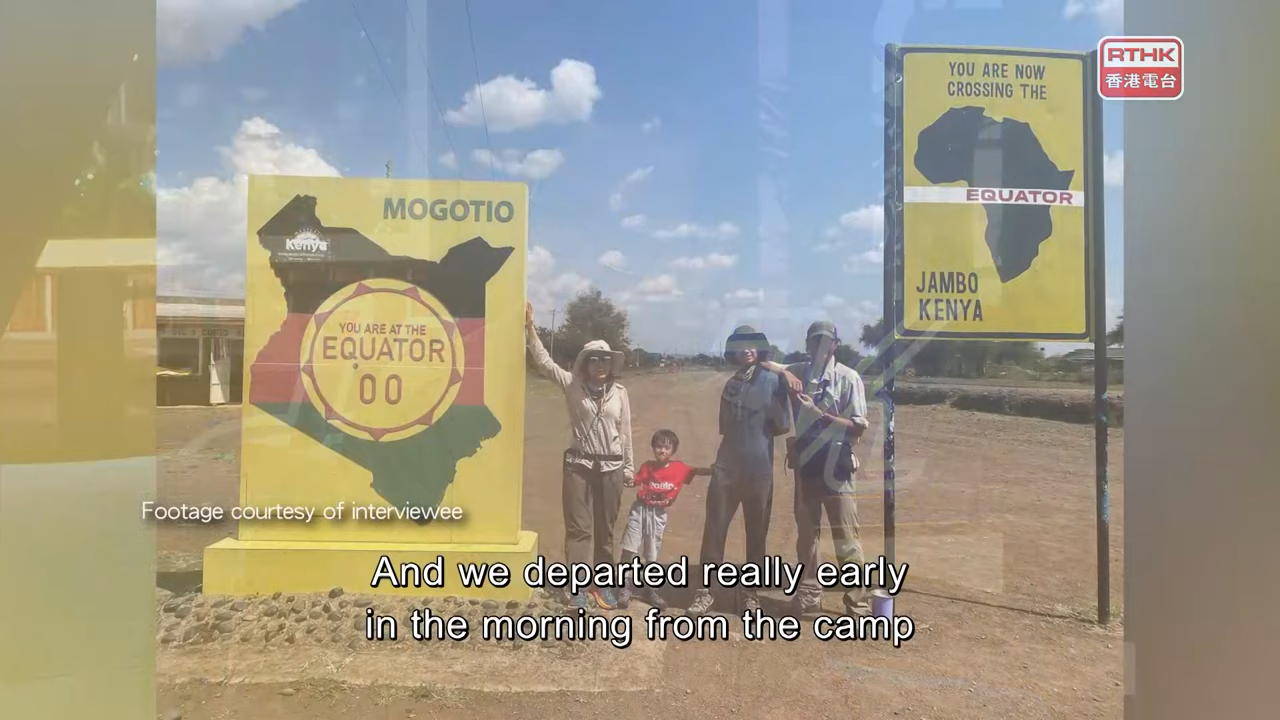 RTHK
香港電台
YOU ARE NOW
CROSSING THE
EQUATOR
JAMBO
KENYA
MOGOTIO
Kenya
YOU ARE AT THE
EQUATOR
00
Footage courtesy of interviewee
And we departed really early
in the morning from the camp